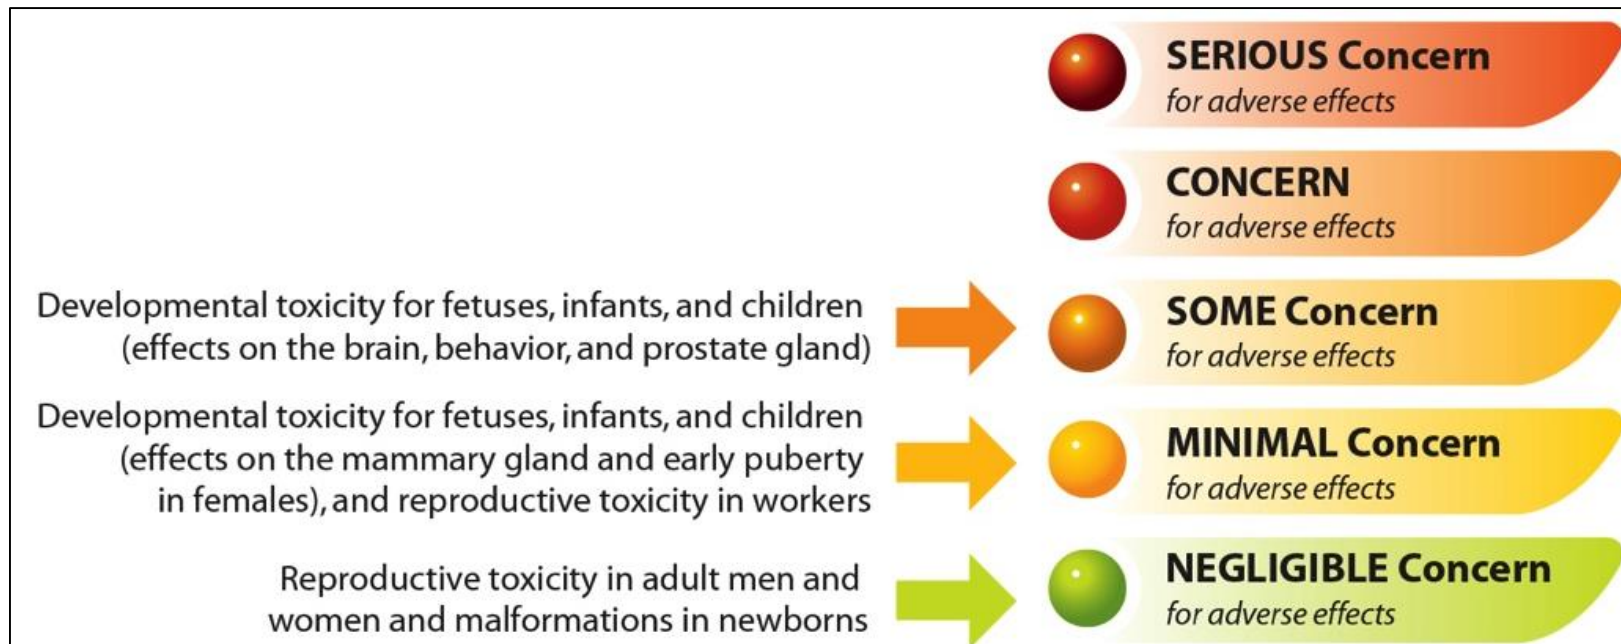 SERIOUS Concern
for adverse effects
CONCERN
for adverse effects
Developmental toxicity for fetuses, infants, and children
(effects on the brain, behavior, and prostate gland)
SOME Concern
for adverse effects
Developmental toxicity for fetuses, infants, and children
(effects on the mammary gland and early puberty
in females), and reproductive toxicity in workers
MINIMAL Concern
for adverse effects
Reproductive toxicity in adult men and
women and malformations in newborns
NEGLIGIBLE Concern
for adverse effects